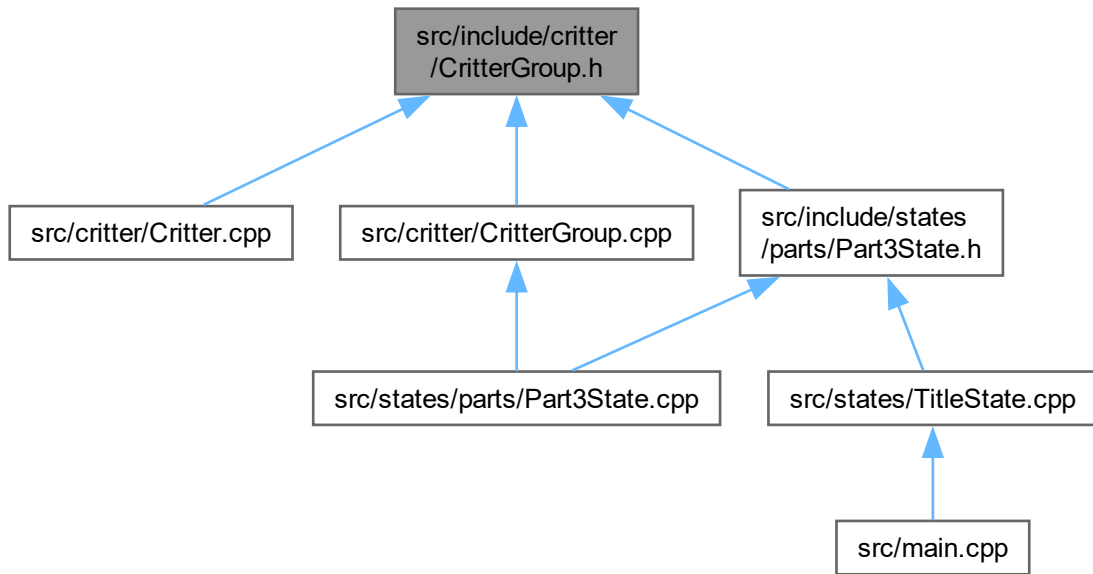 src/include/critter
/CritterGroup.h
src/critter/Critter.cpp
src/critter/CritterGroup.cpp
src/include/states
/parts/Part3State.h
src/states/parts/Part3State.cpp
src/states/TitleState.cpp
src/main.cpp